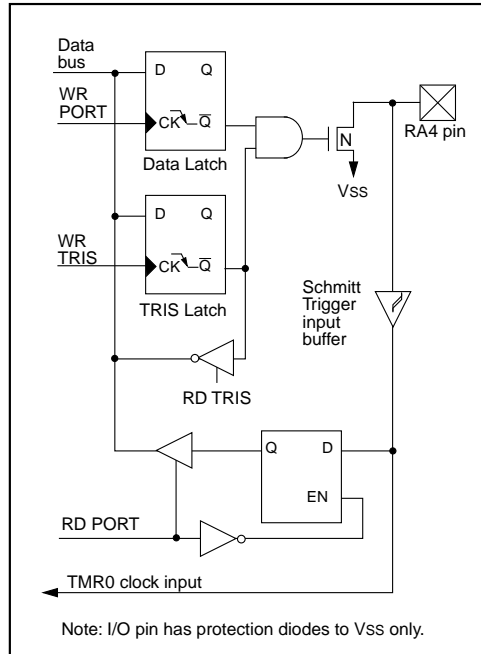 Data
bus
D Q
WR
PORT
CK Q
N
RA4 pin
Data Latch
VSS
D Q
WR
TRIS
CK Q
Schmitt
Trigger
input
buffer
TRIS Latch
RD TRIS
Q D
EN
RD PORT
TMR0 clock input
Note: I/O pin has protection diodes to VSS only.